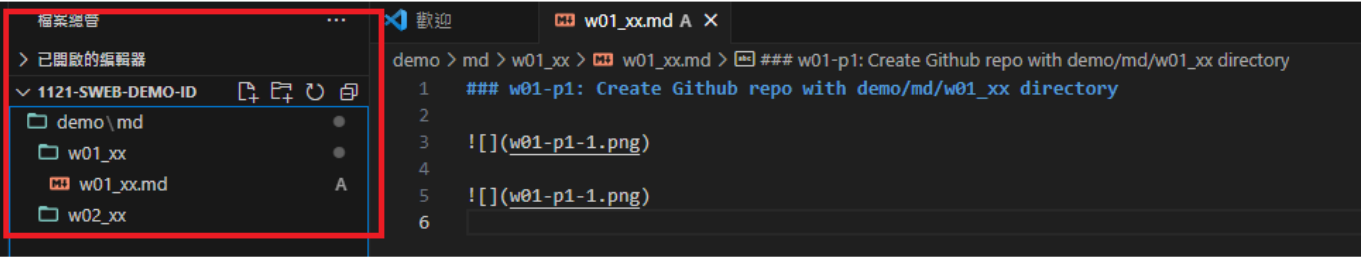 檔案總管 ...
已開啟的編輯器
1121-SWEB-DEMO-ID
demo\md
w01_xx
w01_xx.md A
w02_xx
歡迎
w01_xx.md A ×
demo > md > w01_xx > w01_xx.md > ### w01-p1: Create Github repo with demo/md/w01_xx directory
1 ### w01-p1: Create Github repo with demo/md/w01_xx directory
2
3 ![](w01-p1-1.png)
4
5 ![](w01-p1-1.png)
6